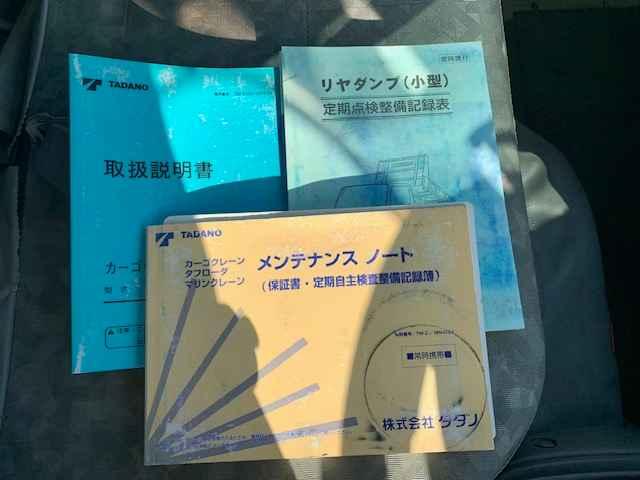 TADANO
取扱説明書
カーゴ
常時携行
リヤダンプ(小型)
定期点検整備記録表
TADANO
カーゴクレーン
タフローダ
マリンクレーン
メンテナンス ノート
(保証書・定期自主検査整備記録簿)
■常時携帯■
株式会社 タダノ